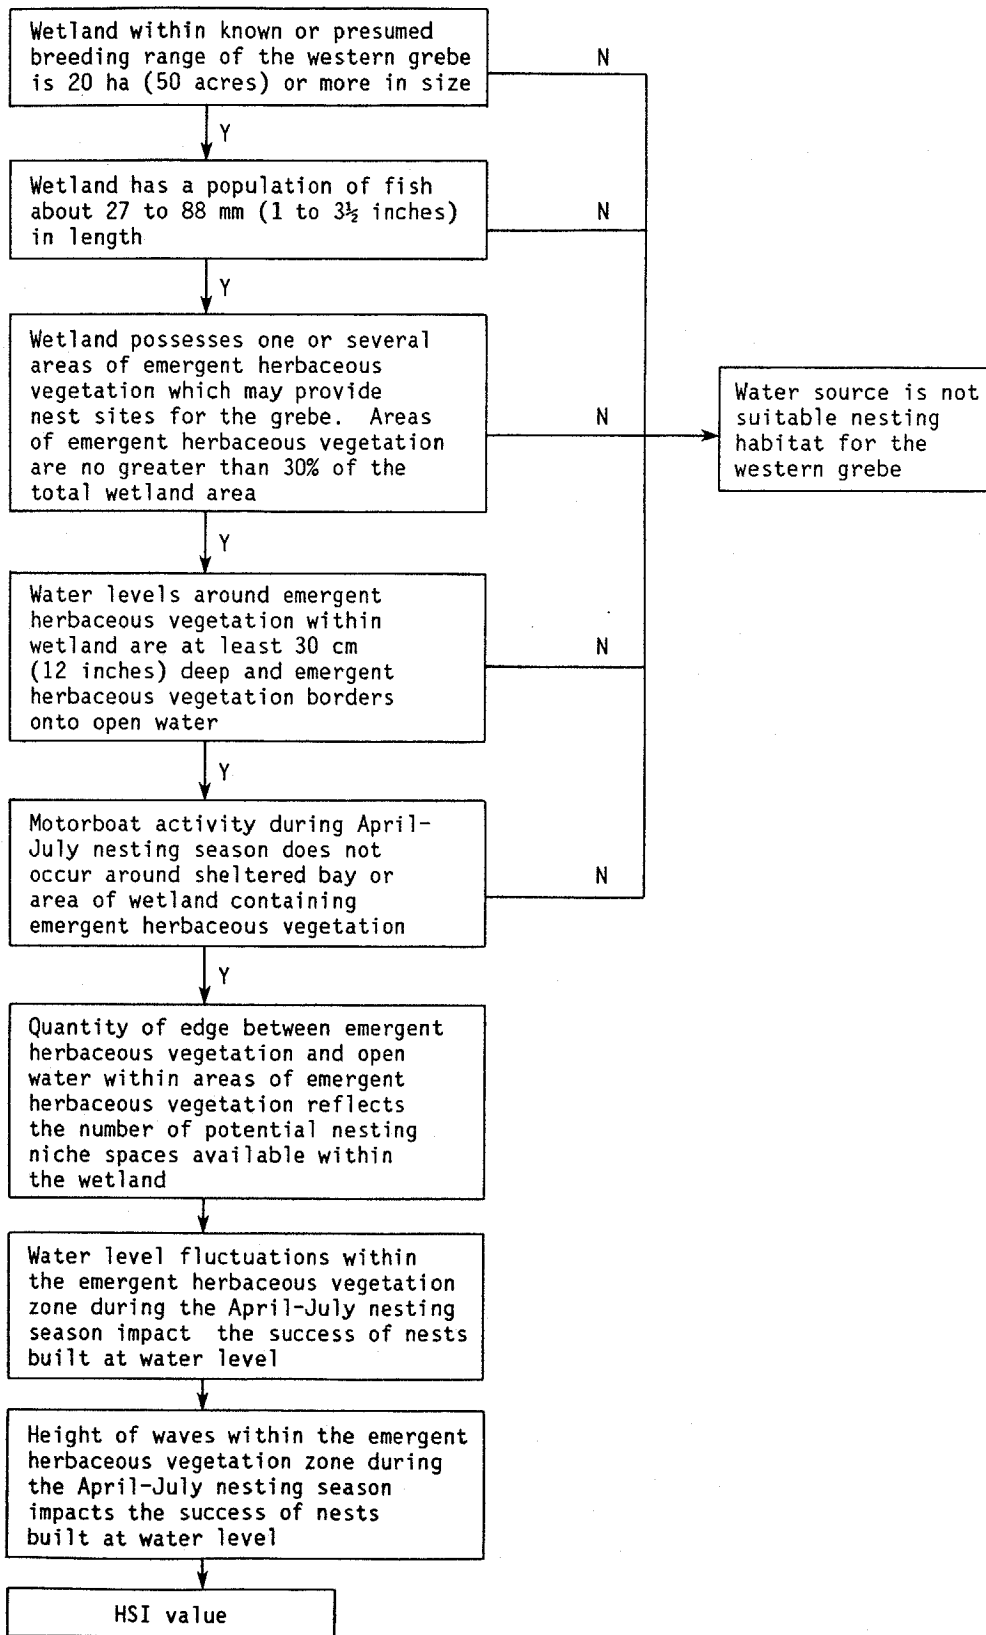 Wetland within known or presumed
breeding range of the western grebe
is 20 ha (50 acres) or more in size
N
Y
Wetland has a population of fish
about 27 to 88 mm (1 to 3½ inches)
in length
N
Y
Wetland possesses one or several
areas of emergent herbaceous
vegetation which may provide
nest sites for the grebe. Areas
of emergent herbaceous vegetation
are no greater than 30% of the
total wetland area
N
Water source is not
suitable nesting
habitat for the
western grebe
Y
Water levels around emergent
herbaceous vegetation within
wetland are at least 30 cm
(12 inches) deep and emergent
herbaceous vegetation borders
onto open water
N
Y
Motorboat activity during April-
July nesting season does not
occur around sheltered bay or
area of wetland containing
emergent herbaceous vegetation
N
Y
Quantity of edge between emergent
herbaceous vegetation and open
water within areas of emergent
herbaceous vegetation reflects
the number of potential nesting
niche spaces available within
the wetland
Water level fluctuations within
the emergent herbaceous vegetation
zone during the April-July nesting
season impact the success of nests
built at water level
Height of waves within the emergent
herbaceous vegetation zone during
the April-July nesting season
impacts the success of nests
built at water level
HSI value